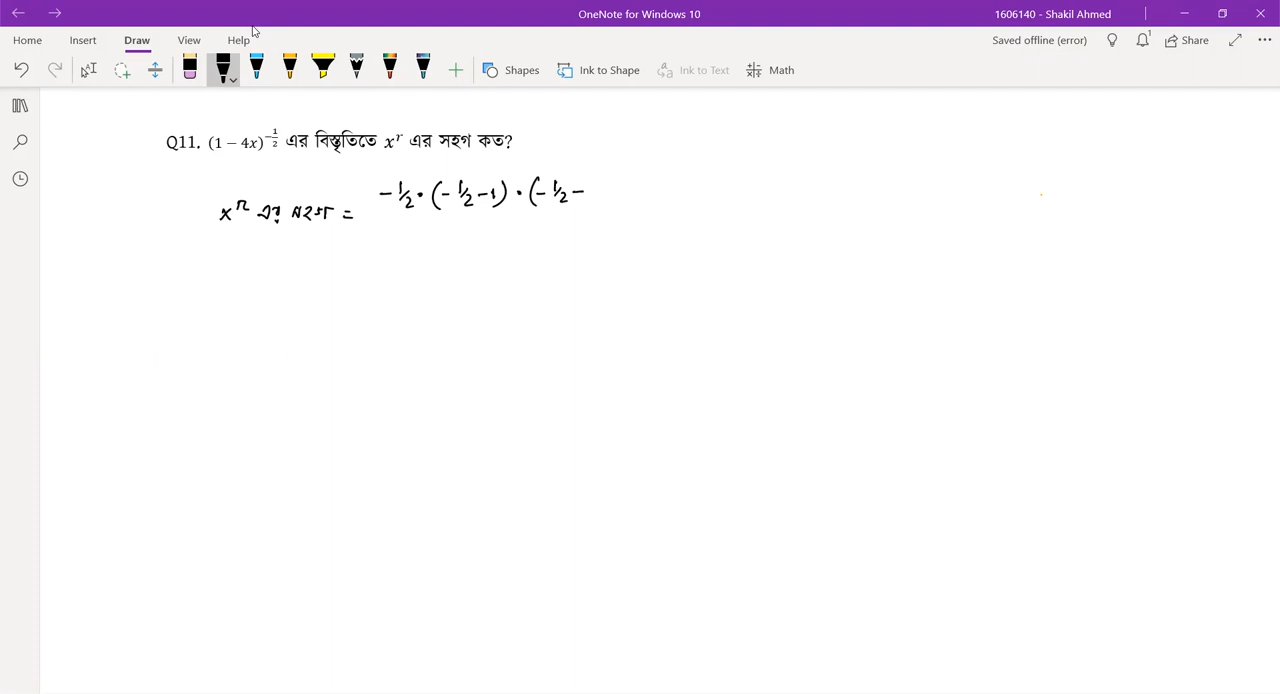 OneNote for Windows 10
1606140 - Shakil Ahmed
Home Insert Draw View Help
Saved offline (error) 1 Share
Shapes Ink to Shape Ink to Text Math
Q11. (1 − 4x)^{−1/2} এর বিস্তৃতিতে x^r এর সহগ কত?
x^r এর সহগ = -1/2 · (-1/2 -1) · (-1/2 -